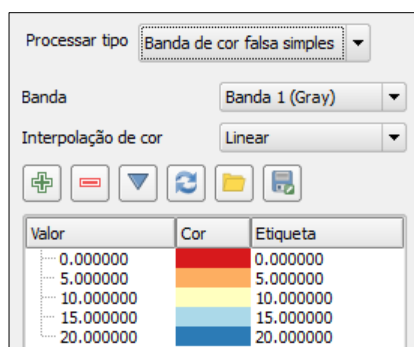 Processar tipo Banda de cor falsa simples
Banda Banda 1 (Gray)
Interpolação de cor Linear
Valor Cor Etiqueta
0.000000 0.000000
5.000000 5.000000
10.000000 10.000000
15.000000 15.000000
20.000000 20.000000